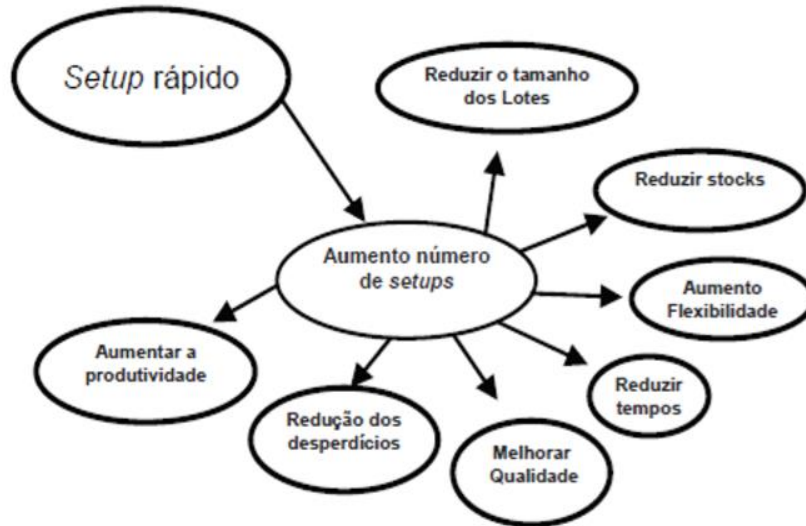 Setup rápido
Reduzir o tamanho
dos Lotes
Reduzir stocks
Aumento número
de setups
Aumento
Flexibilidade
Aumentar a
produtividade
Reduzir
tempos
Redução dos
desperdícios
Melhorar
Qualidade